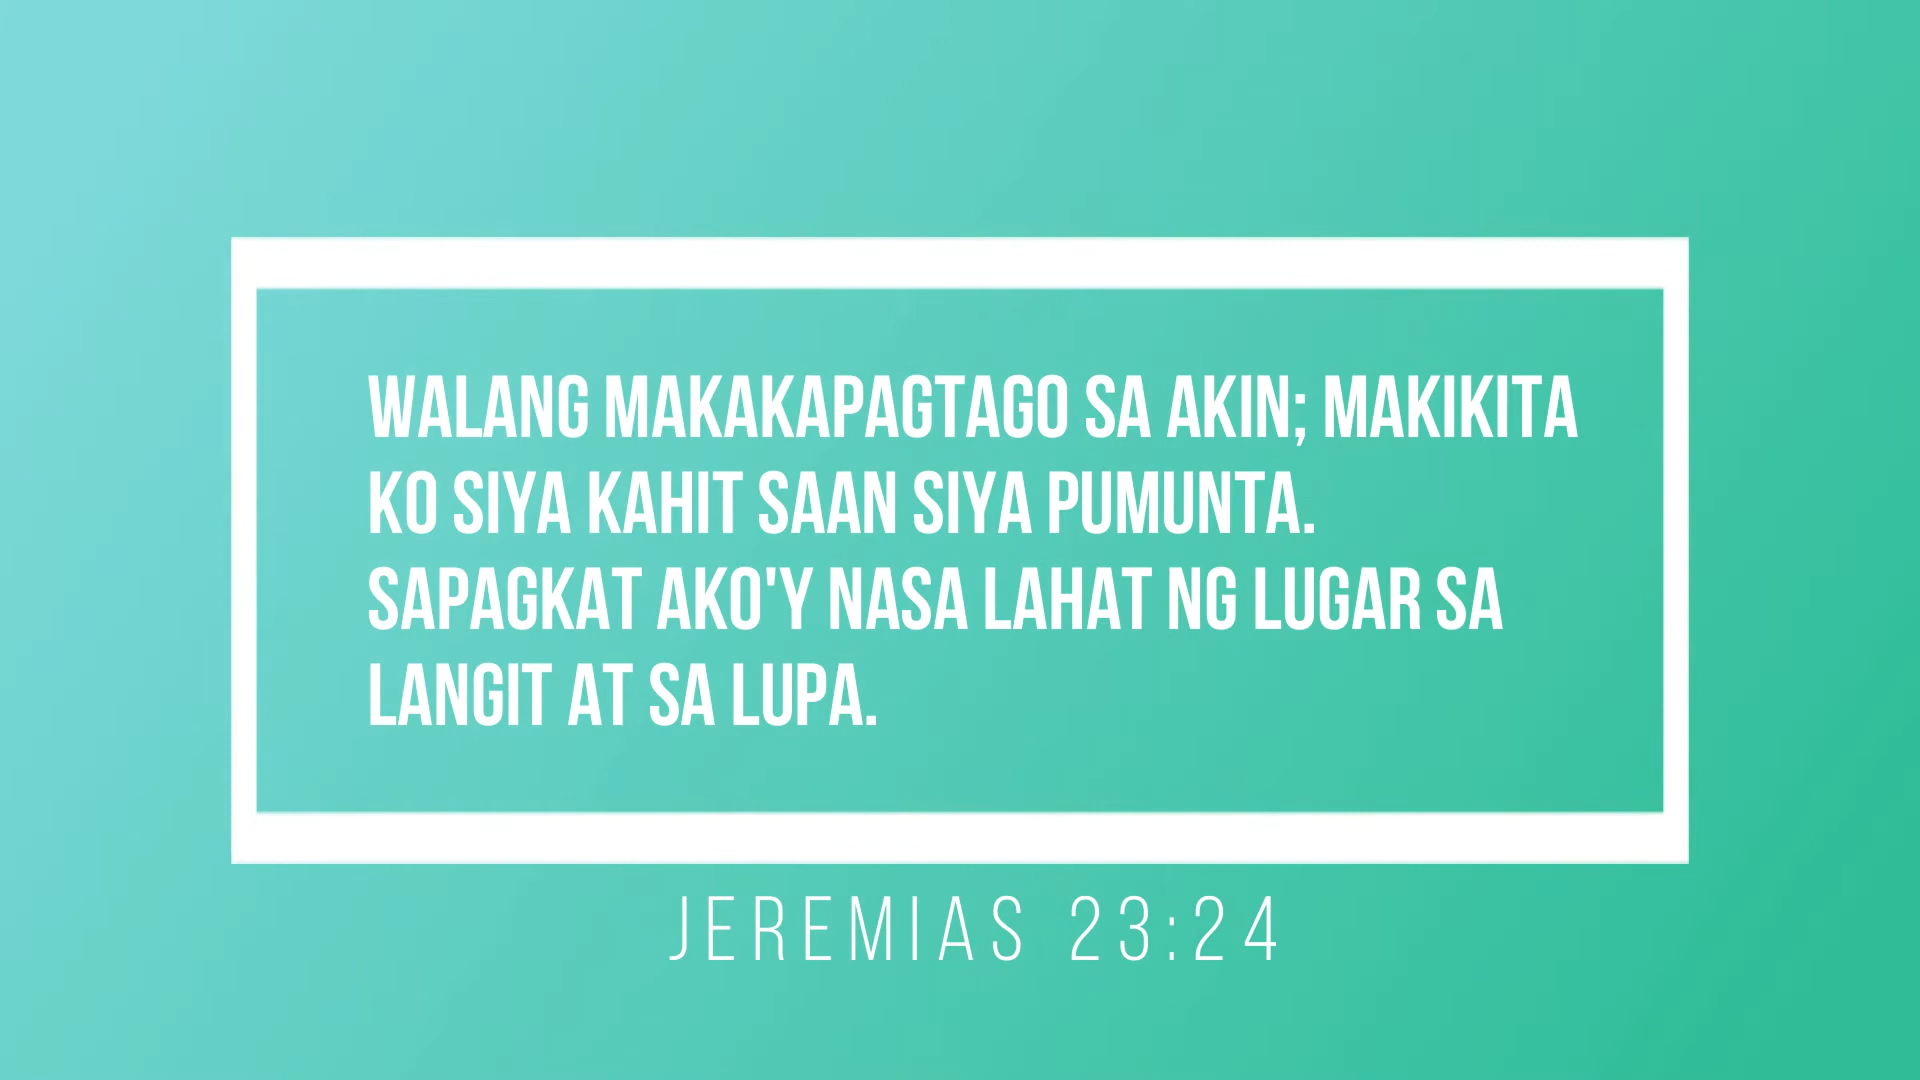 WALANG MAKAKAPAGTAGO SA AKIN; MAKIKITA
KO SIYA KAHIT SAAN SIYA PUMUNTA.
SAPAGKAT AKO'Y NASA LAHAT NG LUGAR SA
LANGIT AT SA LUPA.
JEREMIAS 23:24